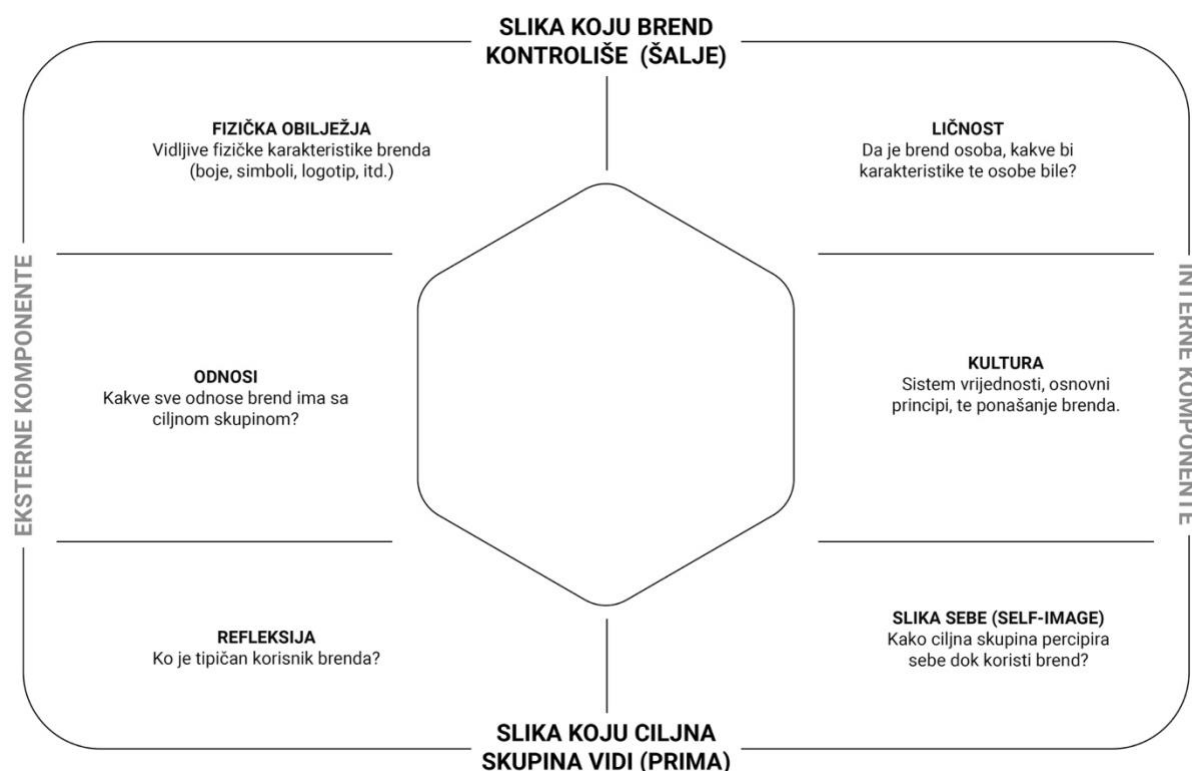 SLIKA KOJU BREND
KONTROLIŠE (ŠALJE)
FIZIČKA OBILJEŽJA
Vidljive fizičke karakteristike brenda
(boje, simboli, logotip, itd.)
LIČNOST
Da je brend osoba, kakve bi
karakteristike te osobe bile?
EKSTERNE KOMPONENTE
ODNOSI
Kakve sve odnose brend ima sa
ciljnom skupinom?
KULTURA
Sistem vrijednosti, osnovni
principi, te ponašanje brenda.
INTERNE KOMPONENTE
REFLEKSIJA
Ko je tipičan korisnik brenda?
SLIKA SEBE (SELF-IMAGE)
Kako ciljna skupina percipira
sebe dok koristi brend?
SLIKA KOJU CILJNA
SKUPINA VIDI (PRIMA)